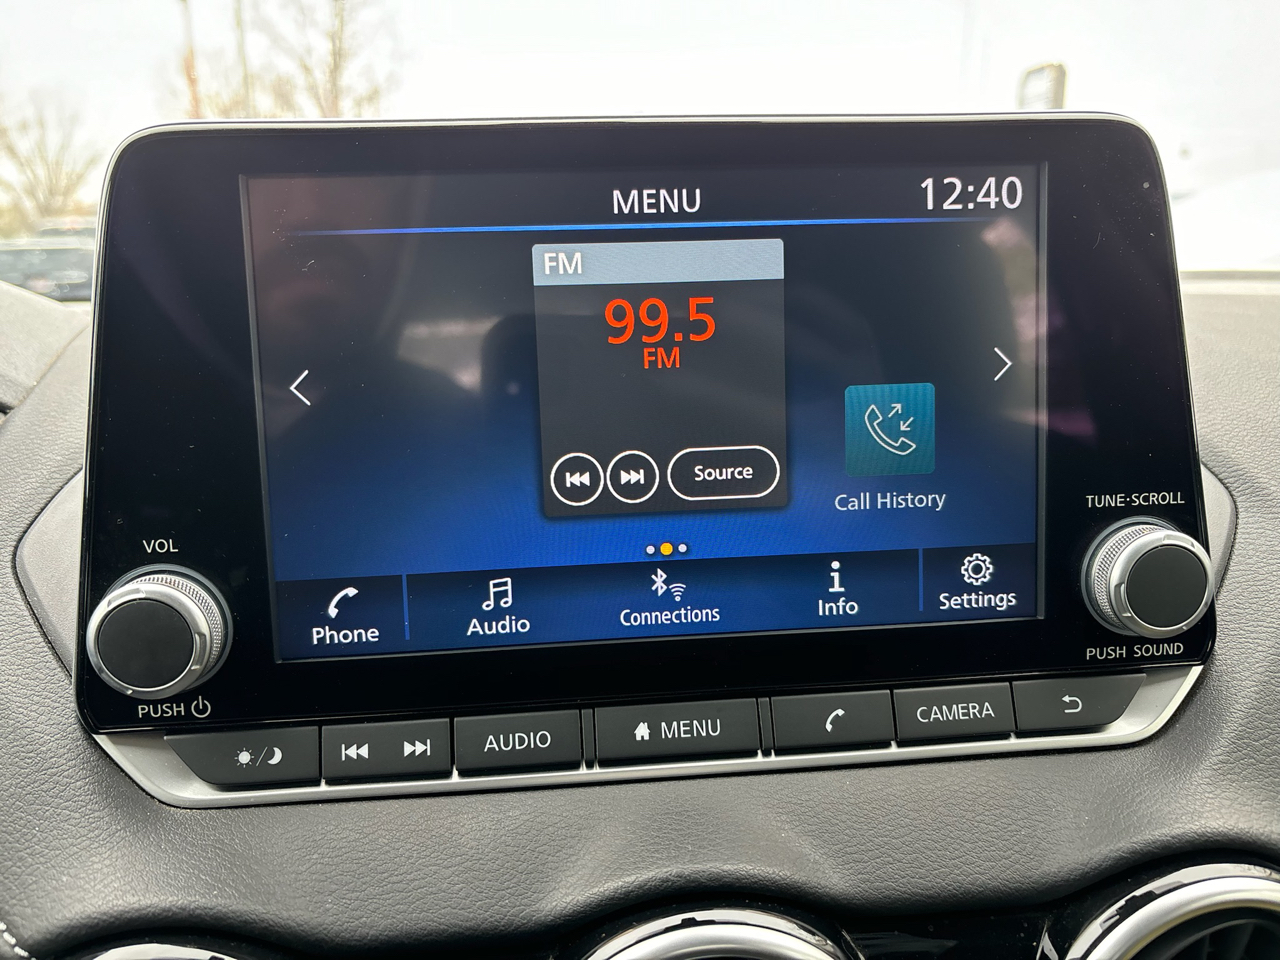 MENU
12:40
FM
99.5
FM
Source
Call History
TUNE·SCROLL
VOL
Phone
Audio
Connections
Info
Settings
PUSH
PUSH SOUND
AUDIO
MENU
CAMERA